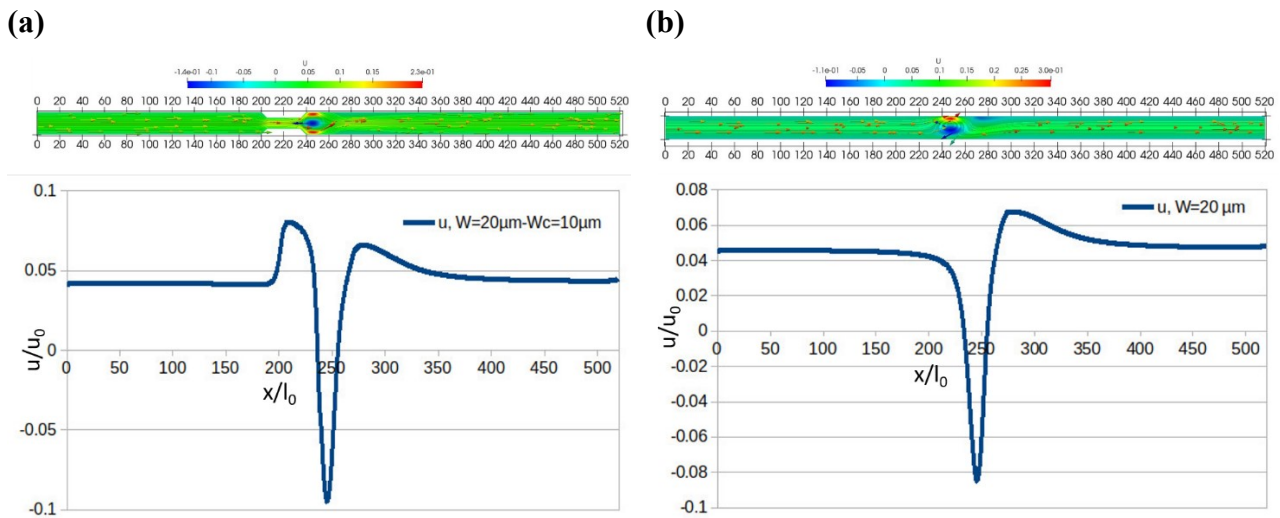 (a)
U
-1.4e-01 -0.1 -0.05 0 0.05 0.1 0.15 2.3e-01
0 20 40 60 80 100 120 140 160 180 200 220 240 260 280 300 320 340 360 380 400 420 440 460 480 500 520
0 20 40 60 80 100 120 140 160 180 200 220 240 260 280 300 320 340 360 380 400 420 440 460 480 500 520
0.1
u, W=20µm-Wc=10µm
0.05
u/u0
0
0 50 100 150 200 250 300 350 400 450 500
x/l0
-0.05
-0.1
(b)
U
-1.1e-01 -0.05 0 0.05 0.1 0.15 0.2 0.25 3.0e-01
0 20 40 60 80 100 120 140 160 180 200 220 240 260 280 300 320 340 360 380 400 420 440 460 480 500 520
0 20 40 60 80 100 120 140 160 180 200 220 240 260 280 300 320 340 360 380 400 420 440 460 480 500 520
0.08
u, W=20 µm
0.06
0.04
0.02
u/u0
0
0 50 100 150 200 250 300 350 400 450 500
x/l0
-0.02
-0.04
-0.06
-0.08
-0.1